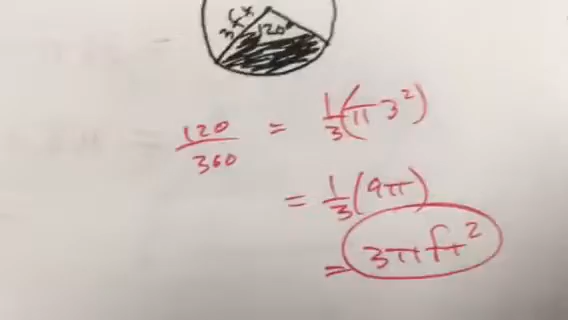 3ft
120°
120/360 = 1/3(π 3²)
= 1/3(9π)
= 3π ft²